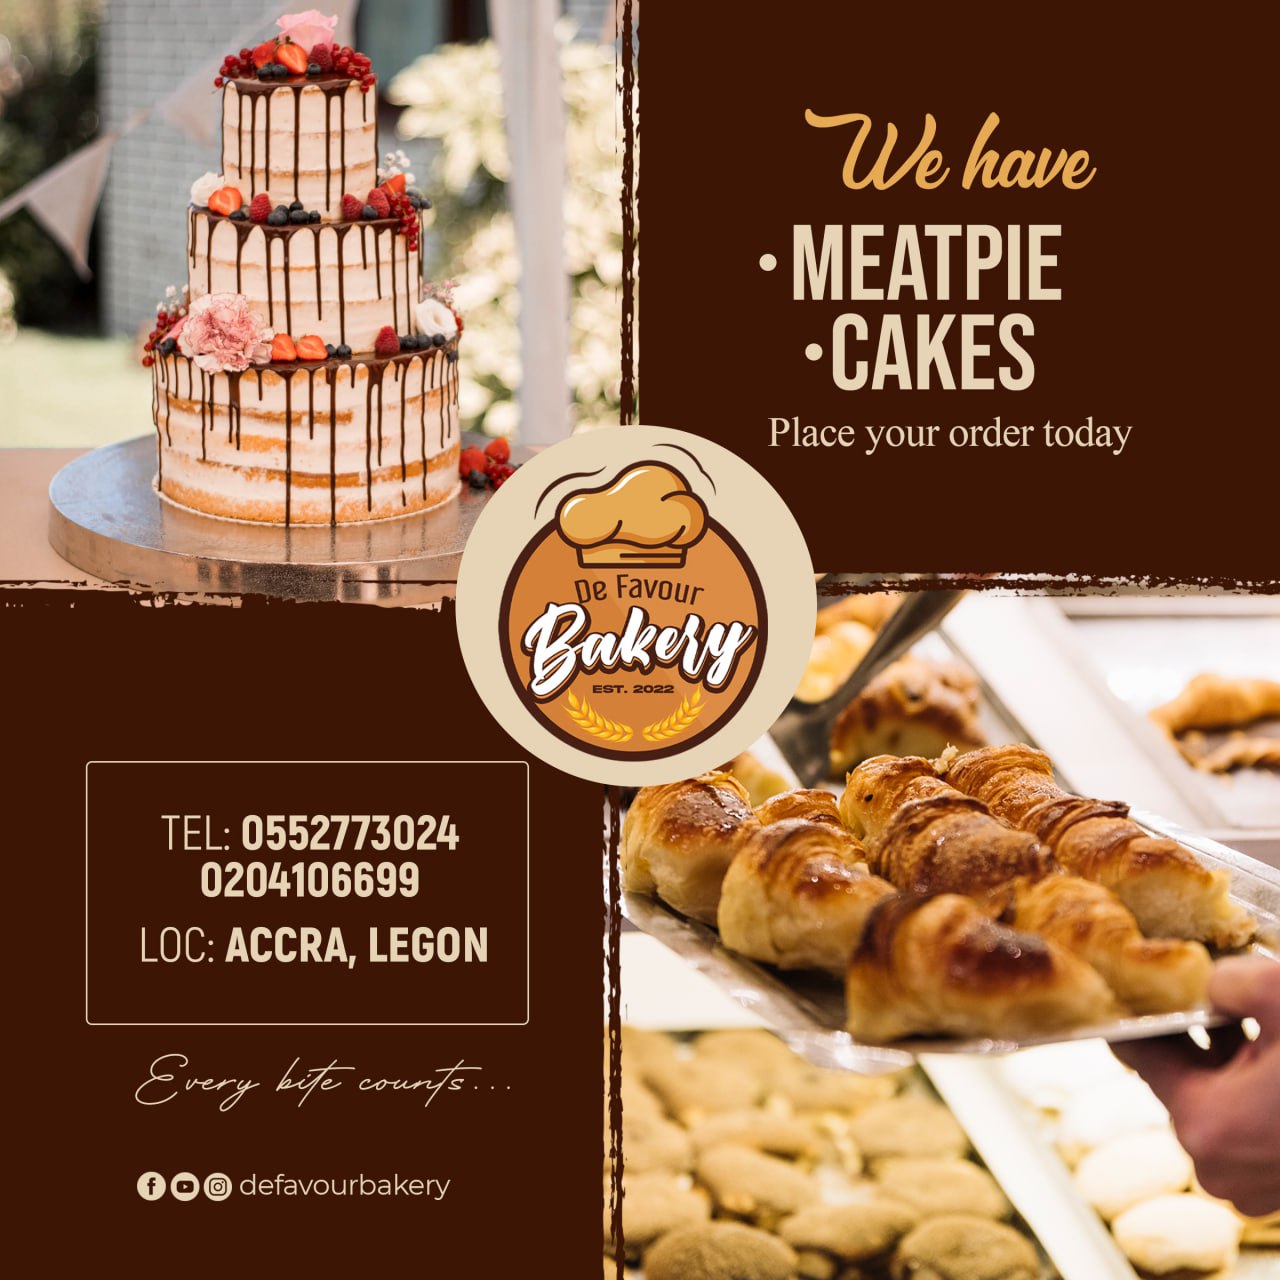 We have
• MEATPIE
• CAKES
Place your order today
De Favour
Bakery
EST. 2022
TEL: 0552773024
0204106699
LOC: ACCRA, LEGON
Every bite counts...
defavourbakery